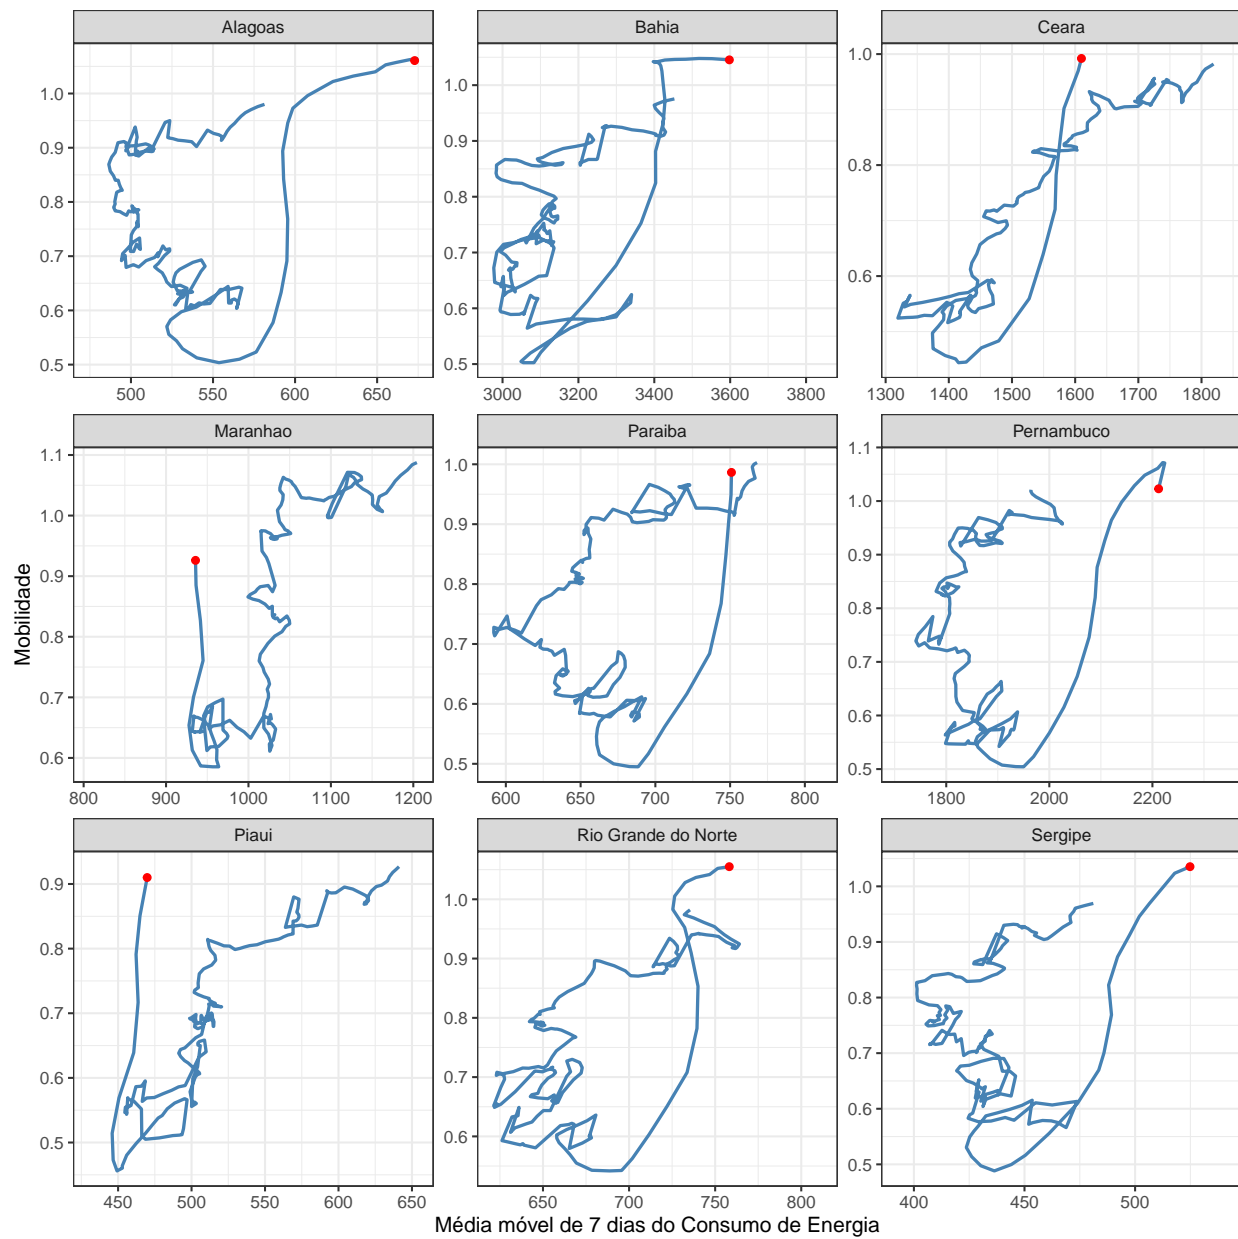 Alagoas Bahia Ceara
1.0 0.9 0.8 0.7 0.6 0.5
1.0 0.9 0.8 0.7 0.6 0.5
1.0 0.8 0.6
500 550 600 650
3000 3200 3400 3600 3800
1300 1400 1500 1600 1700 1800
Maranhao Paraiba Pernambuco
1.1 1.0 0.9 0.8 0.7 0.6
1.0 0.9 0.8 0.7 0.6 0.5
1.1 1.0 0.9 0.8 0.7 0.6 0.5
800 900 1000 1100 1200
600 650 700 750 800
1800 2000 2200
Mobilidade
Piaui Rio Grande do Norte Sergipe
0.9 0.8 0.7 0.6 0.5
1.0 0.9 0.8 0.7 0.6
1.0 0.9 0.8 0.7 0.6 0.5
450 500 550 600 650
650 700 750 800
400 450 500
Média móvel de 7 dias do Consumo de Energia